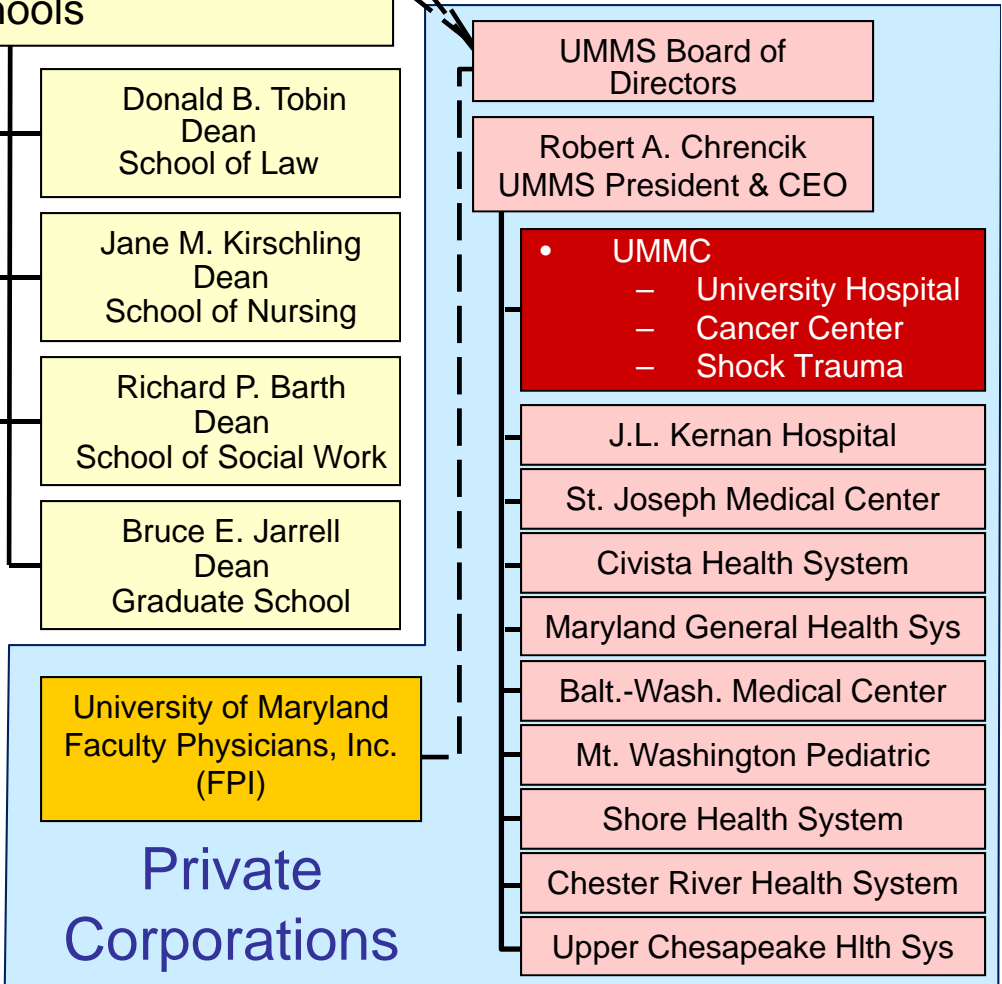 Donald B. Tobin
Dean
School of Law
Jane M. Kirschling
Dean
School of Nursing
Richard P. Barth
Dean
School of Social Work
Bruce E. Jarrell
Dean
Graduate School
UMMS Board of
Directors
Robert A. Chrencik
UMMS President & CEO
• UMMC
– University Hospital
– Cancer Center
– Shock Trauma
J.L. Kernan Hospital
St. Joseph Medical Center
Civista Health System
Maryland General Health Sys
Balt.-Wash. Medical Center
Mt. Washington Pediatric
Shore Health System
Chester River Health System
Upper Chesapeake Hlth Sys
University of Maryland
Faculty Physicians, Inc.
(FPI)
Private
Corporations